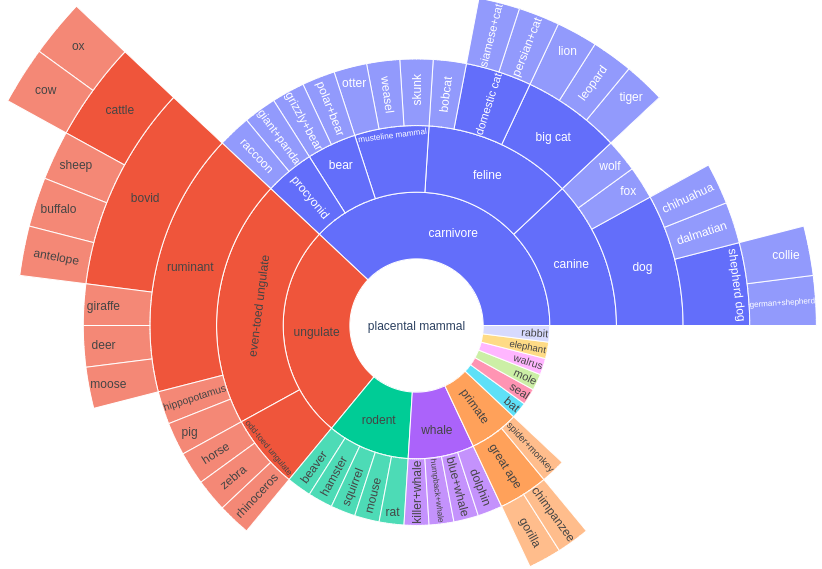 placental mammal
carnivore
feline
domestic cat
siamese+cat
persian+cat
big cat
lion
leopard
tiger
bobcat
canine
wolf
fox
dog
chihuahua
dalmatian
shepherd dog
collie
german+shepherd
musteline mammal
otter
weasel
skunk
bear
grizzly+bear
polar+bear
procyonid
raccoon
giant+panda
ungulate
even-toed ungulate
ruminant
bovid
cattle
ox
cow
sheep
buffalo
antelope
giraffe
deer
moose
hippopotamus
pig
odd-toed ungulate
horse
zebra
rhinoceros
rodent
beaver
hamster
squirrel
mouse
rat
whale
killer+whale
humpback+whale
blue+whale
dolphin
primate
great ape
gorilla
chimpanzee
spider+monkey
bat
seal
mole
walrus
elephant
rabbit